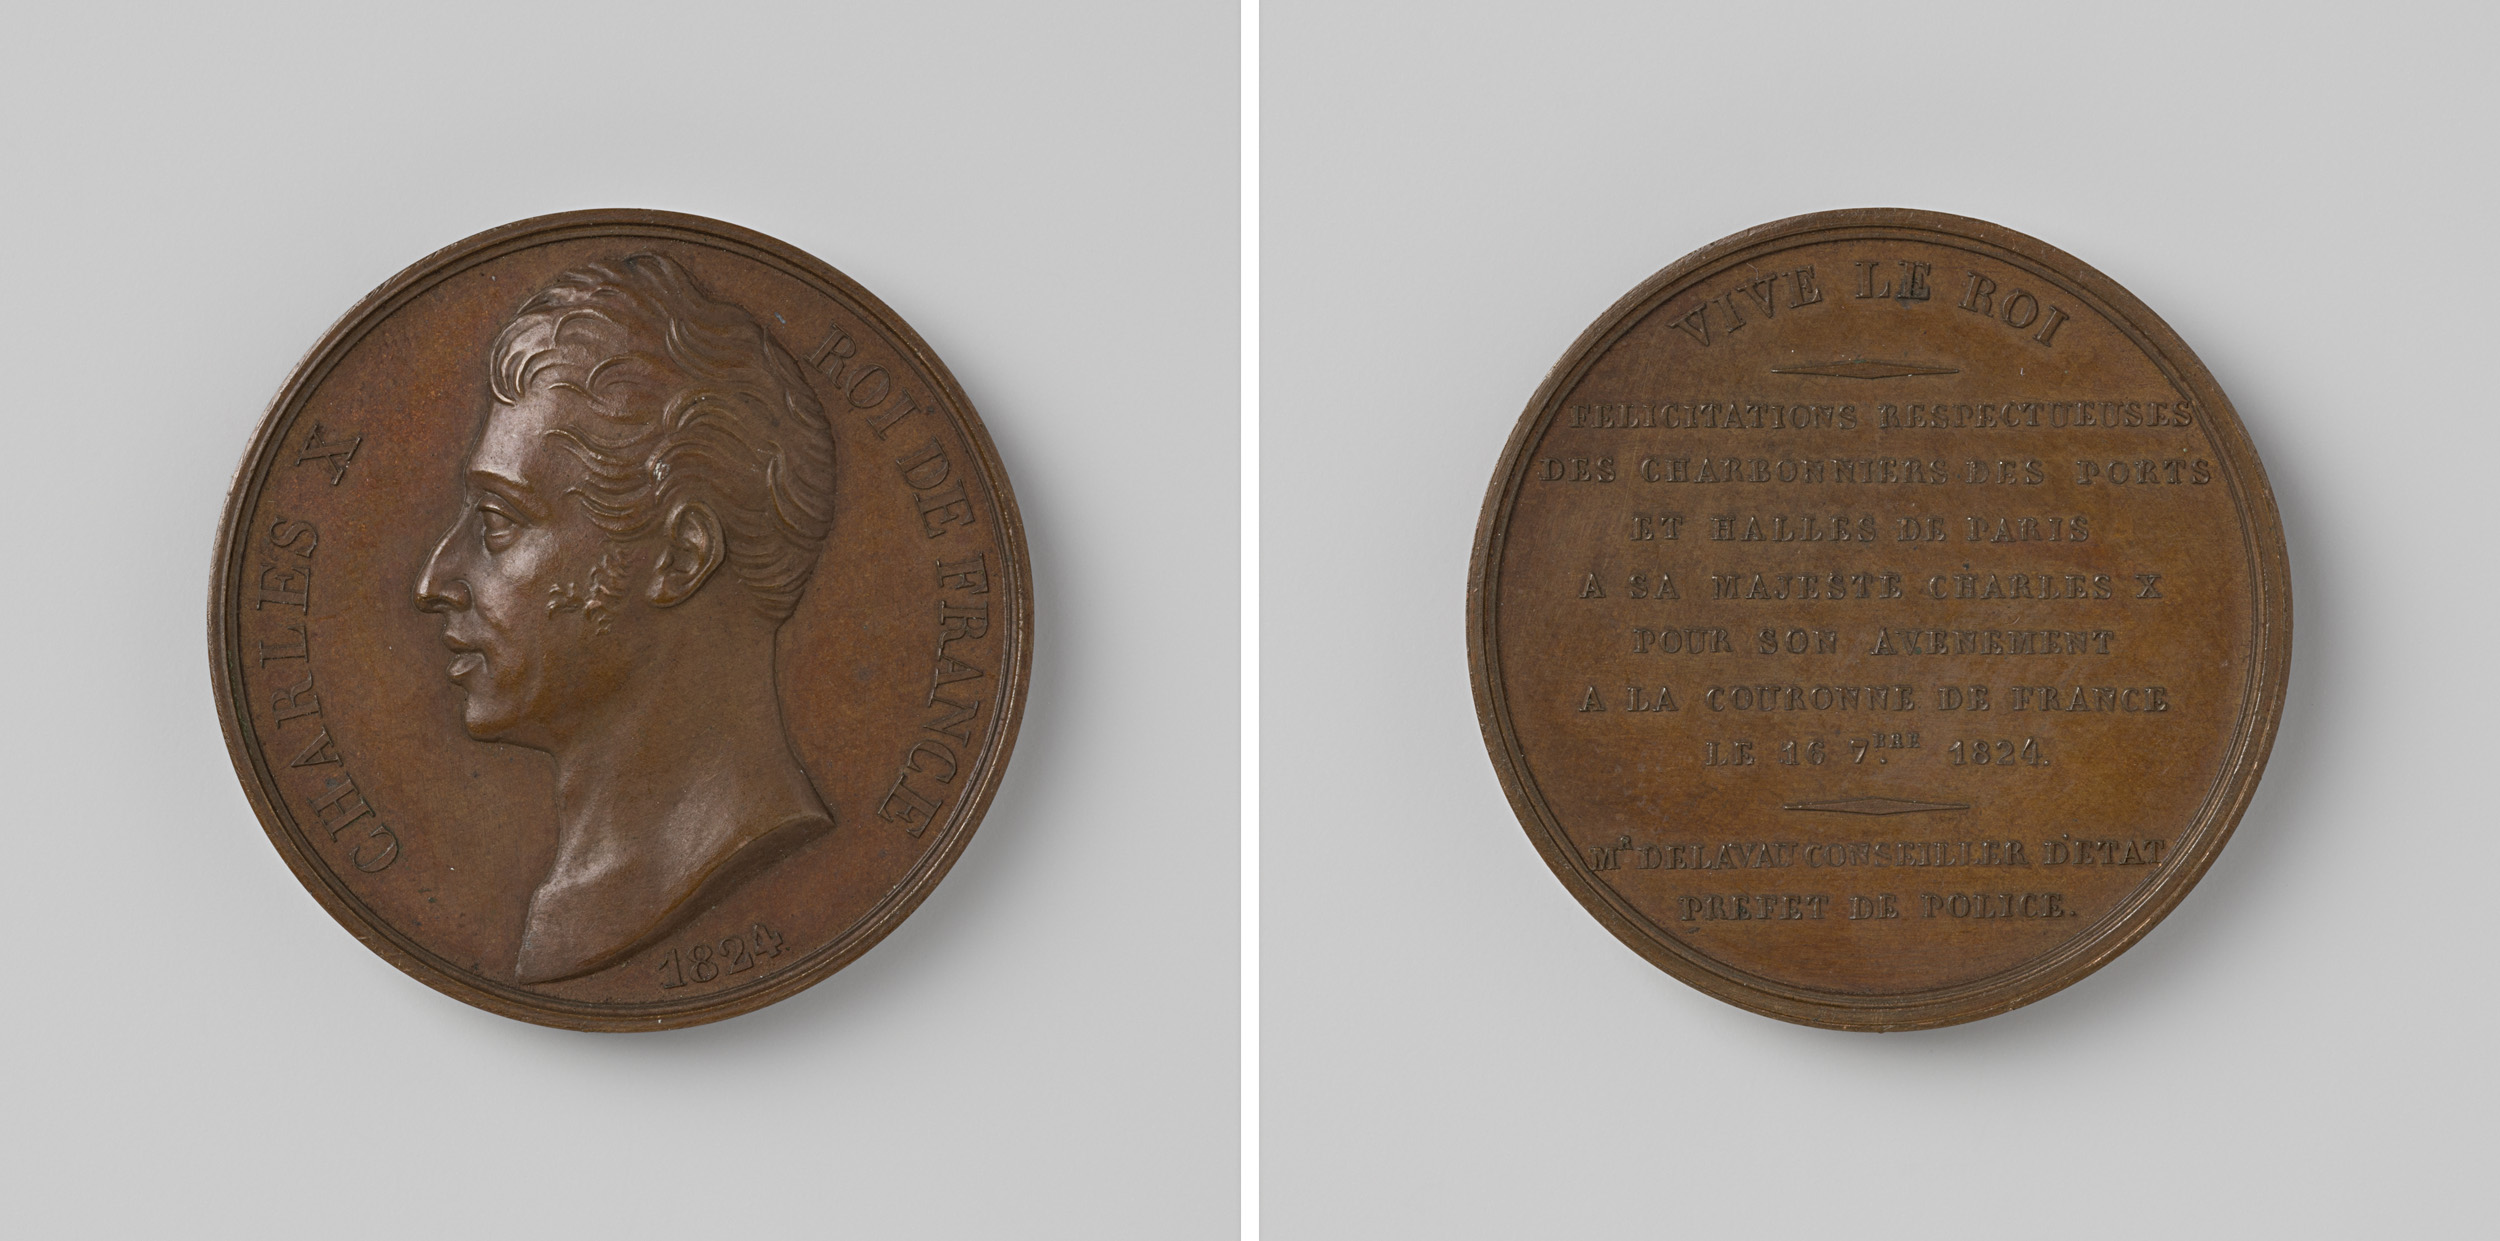 CHARLES X ROI DE FRANCE
1824
VIVE LE ROI
FELICITATIONS RESPECTUEUSES
DES CHARBONNIERS DES PORTS
ET HALLES DE PARIS
A SA MAJESTE CHARLES X
POUR SON AVENEMENT
A LA COURONNE DE FRANCE
LE 16 7.BRE 1824.
MR DELAVAU CONSEILLER D'ETAT
PREFET DE POLICE.